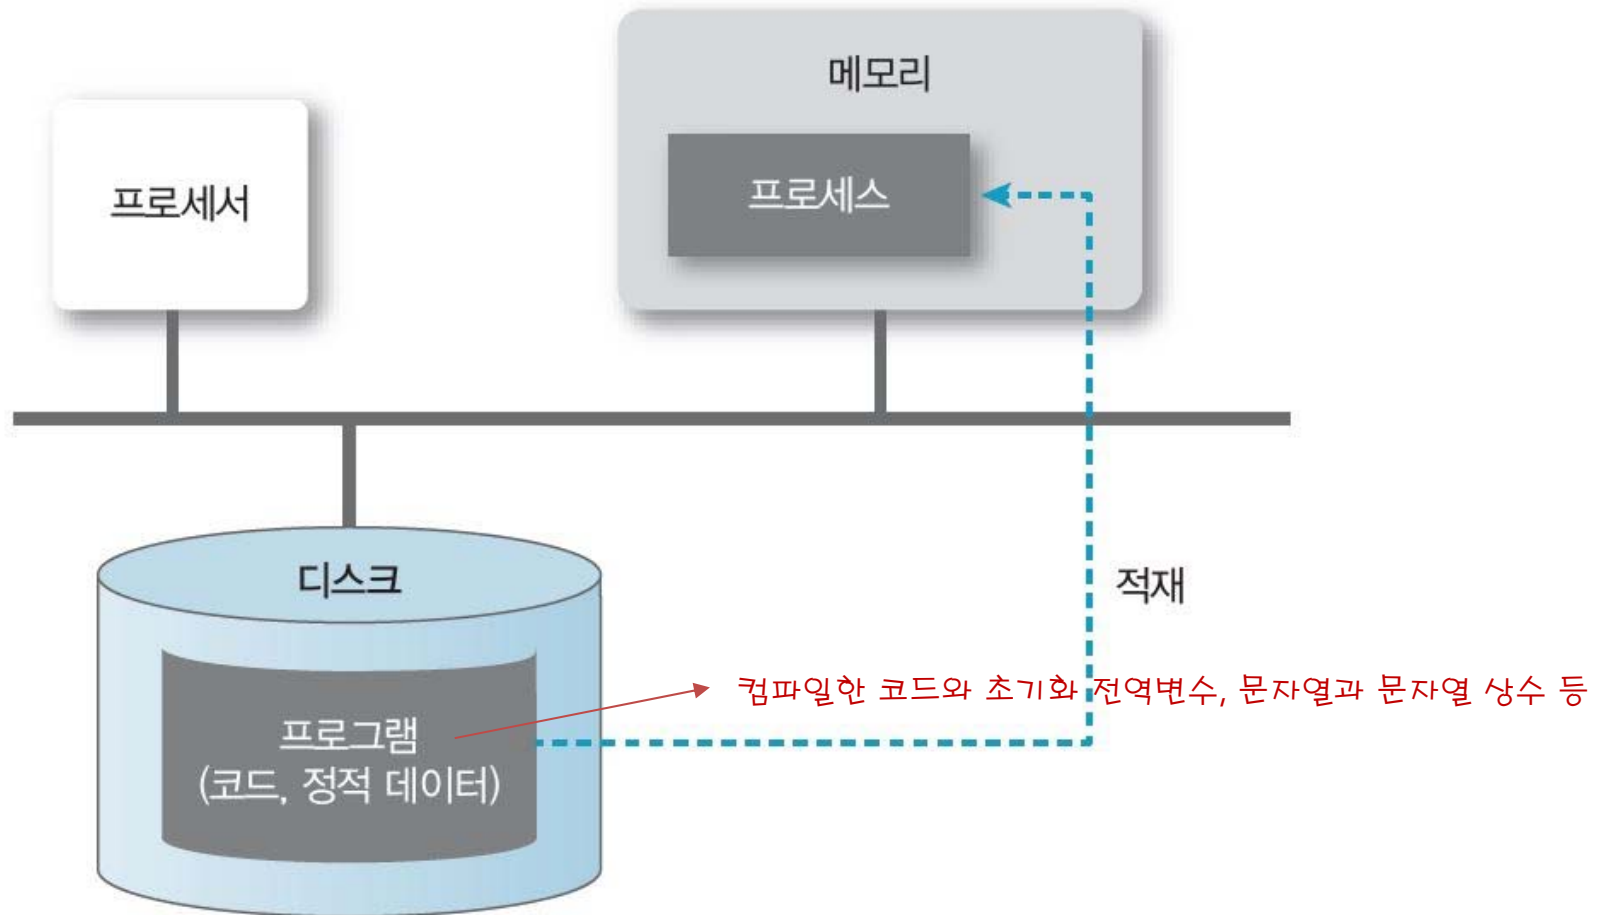 메모리
프로세스
프로세서
디스크
적재
컴파일한 코드와 초기화 전역변수, 문자열과 문자열 상수 등
프로그램
(코드, 정적 데이터)